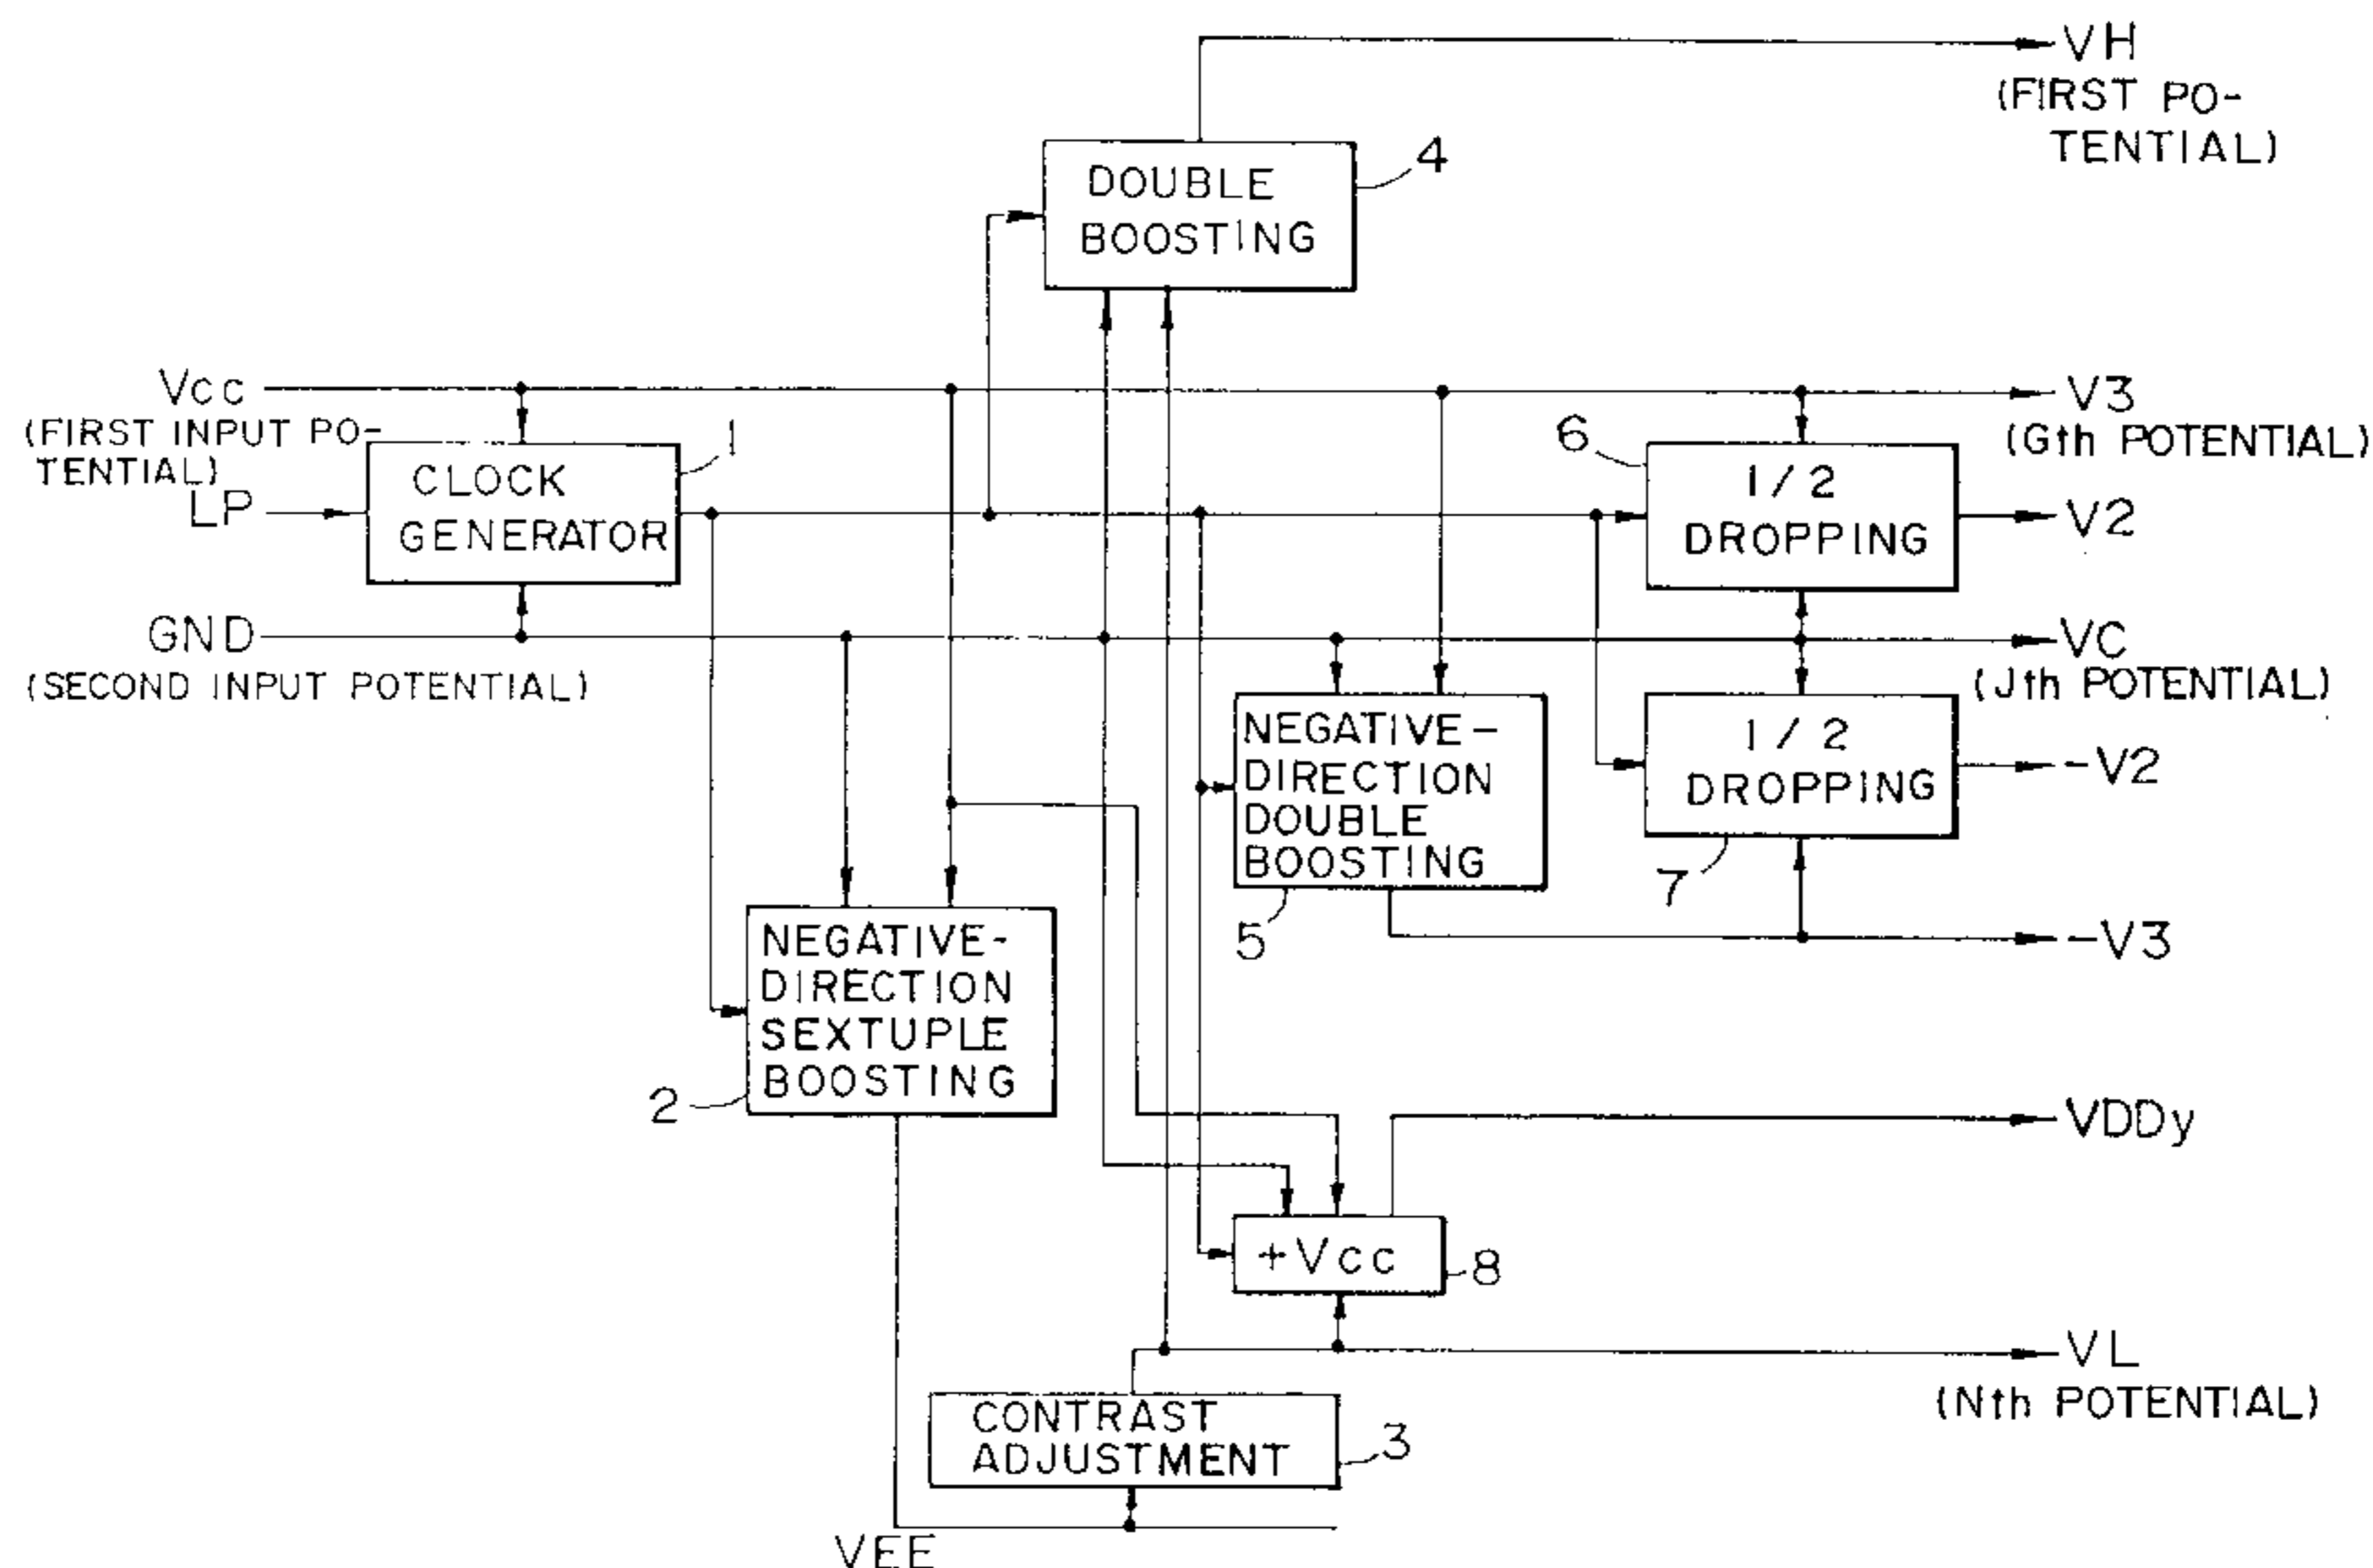 VH
(FIRST PO-
TENTIAL)
4
DOUBLE
BOOSTING
Vcc
(FIRST INPUT PO-
TENTIAL)
LP
1
CLOCK
GENERATOR
GND
(SECOND INPUT POTENTIAL)
V3
(Gth POTENTIAL)
6
1/2
DROPPING
V2
VC
(Jth POTENTIAL)
1/2
DROPPING
-V2
7
NEGATIVE-
DIRECTION
DOUBLE
BOOSTING
5
-V3
NEGATIVE-
DIRECTION
SEXTUPLE
BOOSTING
2
VDDy
+Vcc
8
VL
(Nth POTENTIAL)
CONTRAST
ADJUSTMENT
3
VEE